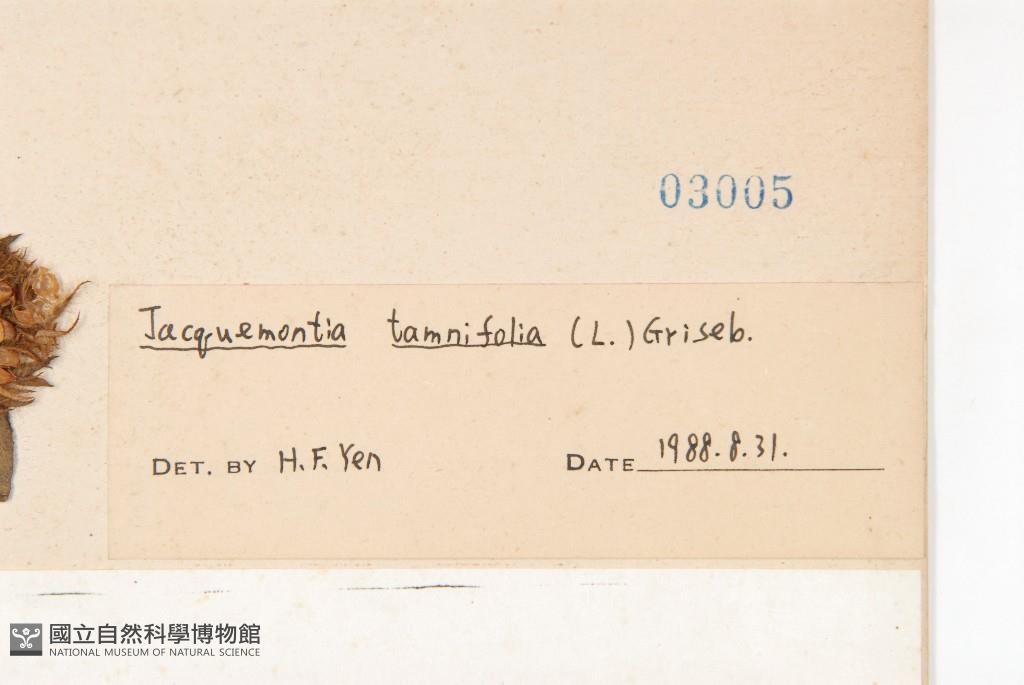 03005
Jacquemontia tamnifolia (L.) Griseb.
DET. BY H.F. Yen DATE 1988.8.31.
國立自然科學博物館
NATIONAL MUSEUM OF NATURAL SCIENCE